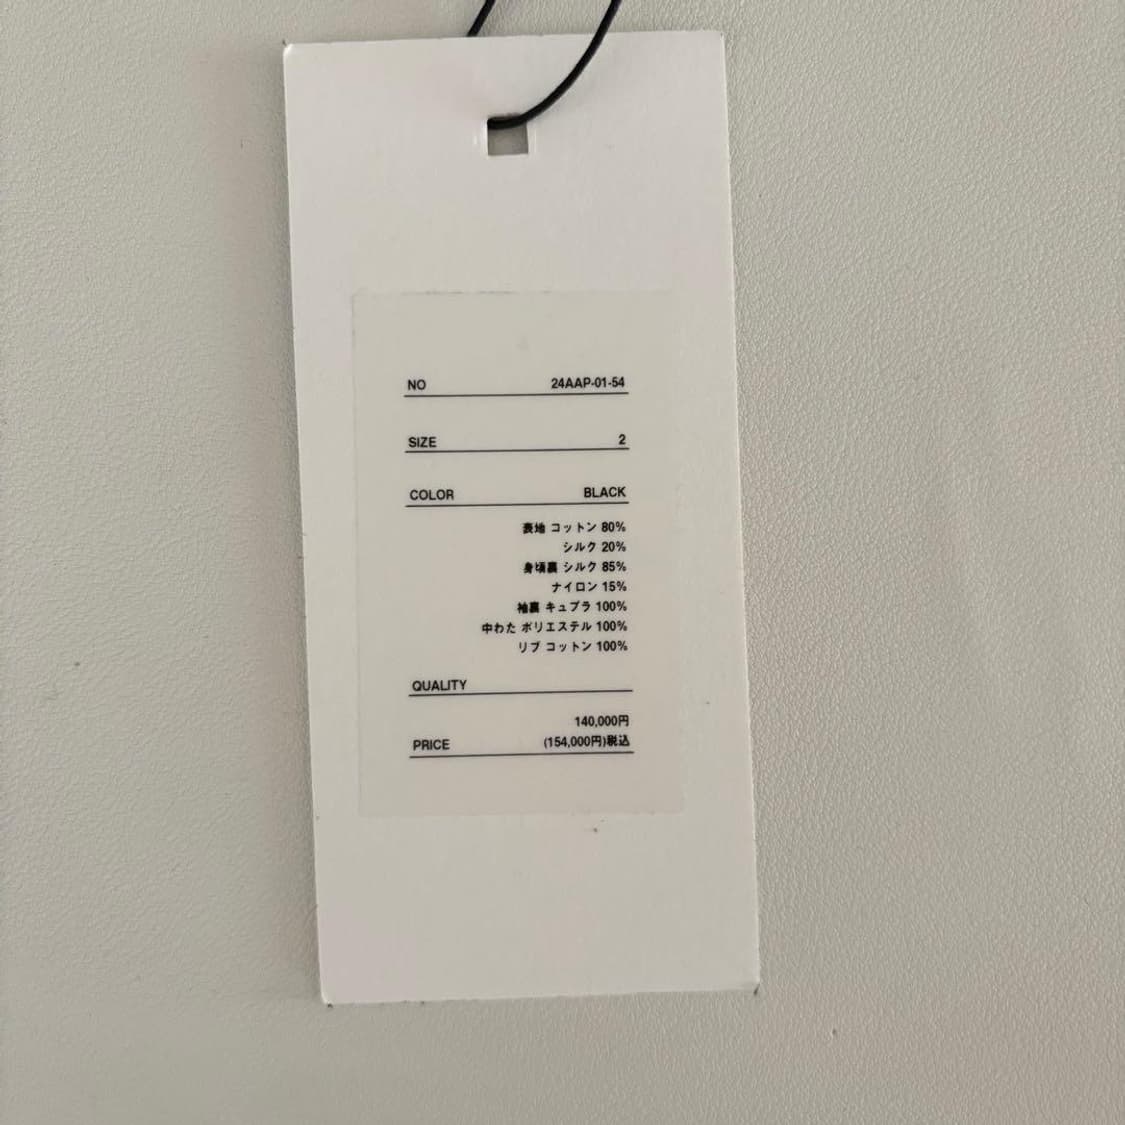 NO 24AAP-01-54
SIZE 2
COLOR BLACK
表地 コットン 80%
シルク 20%
身頃裏 シルク 85%
ナイロン 15%
袖裏 キュプラ 100%
中わた ポリエステル 100%
リブ コットン 100%
QUALITY
140,000円
PRICE (154,000円)税込